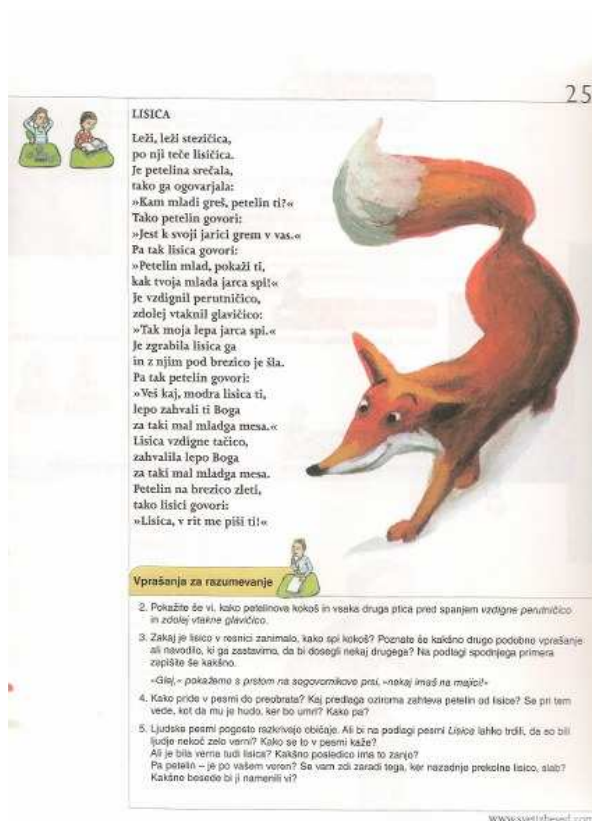 25
LISICA
Leži, leži stezičica,
po nji teče lisičica.
Je petelina srečala,
tako ga ogovarjala:
»Kam mladi greš, petelin ti?«
Tako petelin govori:
»Jest k svoji jarici grem v vas.«
Pa tak lisica govori:
»Petelin mlad, pokaži ti,
kak tvoja mlada jarca spi!«
Je vzdignil perutničico,
zdolej vtaknil glavičico:
»Tak moja lepa jarca spi.«
Je zgrabila lisica ga
in z njim pod brezico je šla.
Pa tak petelin govori:
»Veš kaj, modra lisica ti,
lepo zahvali ti Boga
za taki mal mladga mesa.«
Lisica vzdigne tačico,
zahvalila lepo Boga
za taki mal mladga mesa.
Petelin na brezico zleti,
tako lisici govori:
»Lisica, v rit me piši ti!«
Vprašanja za razumevanje
2. Pokažite še vi, kako petelinova kokoš in vsaka druga ptica pred spanjem vzdigne perutničico
in zdolej vtakne glavičico.
3. Zakaj je lisico v resnici zanimalo, kako spi kokoš? Poznate še kakšno drugo podobno vprašanje
ali navodilo, ki ga zastavimo, da bi dosegli nekaj drugega? Na podlagi spodnjega primera
zapišite še kakšno.
»Glej,« pokažemo s prstom na sogovornikove prsi, »nekaj imaš na majici!«
4. Kako pride v pesmi do preobrata? Kaj predlaga oziroma zahteva petelin od lisice? Se pri tem
vede, kot da mu je hudo, ker bo umrl? Kako pa?
5. Ljudske pesmi pogosto razkrivajo običaje. Ali bi na podlagi pesmi Lisica lahko trdili, da so bili
ljudje nekoč zelo verni? Kako se to v pesmi kaže?
Ali je bila verna tudi lisica? Kakšno posledico ima to zanjo?
Pa petelin – je po vašem veren? Se vam zdi zaradi tega, ker nazadnje prekolne lisico, slab?
Kakšne besede bi ji namenili vi?